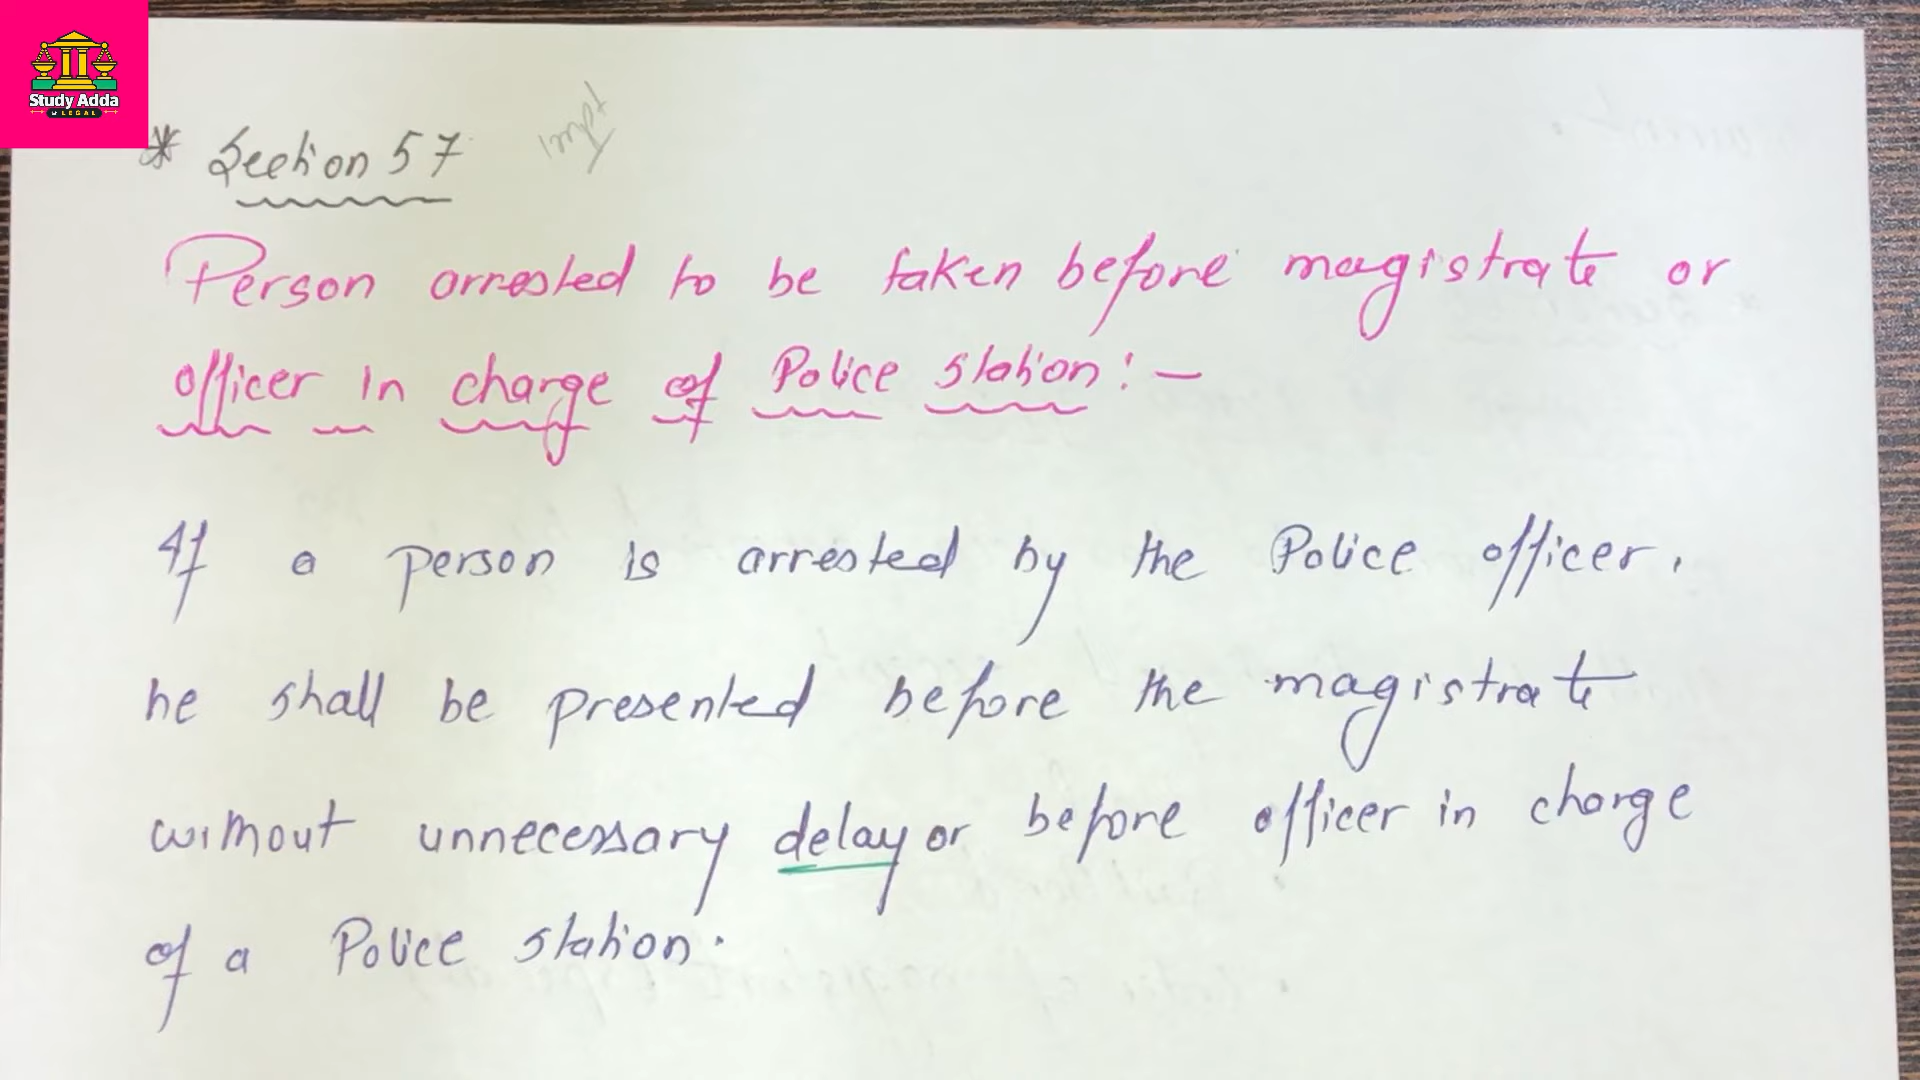 Study Adda
LEGAL
* Section 57 Impt
Person arrested to be taken before magistrate or
officer in charge of Police station:-
If a person is arrested by the Police officer,
he shall be presented before the magistrate
without unnecessary delay or before officer in charge
of a Police station.